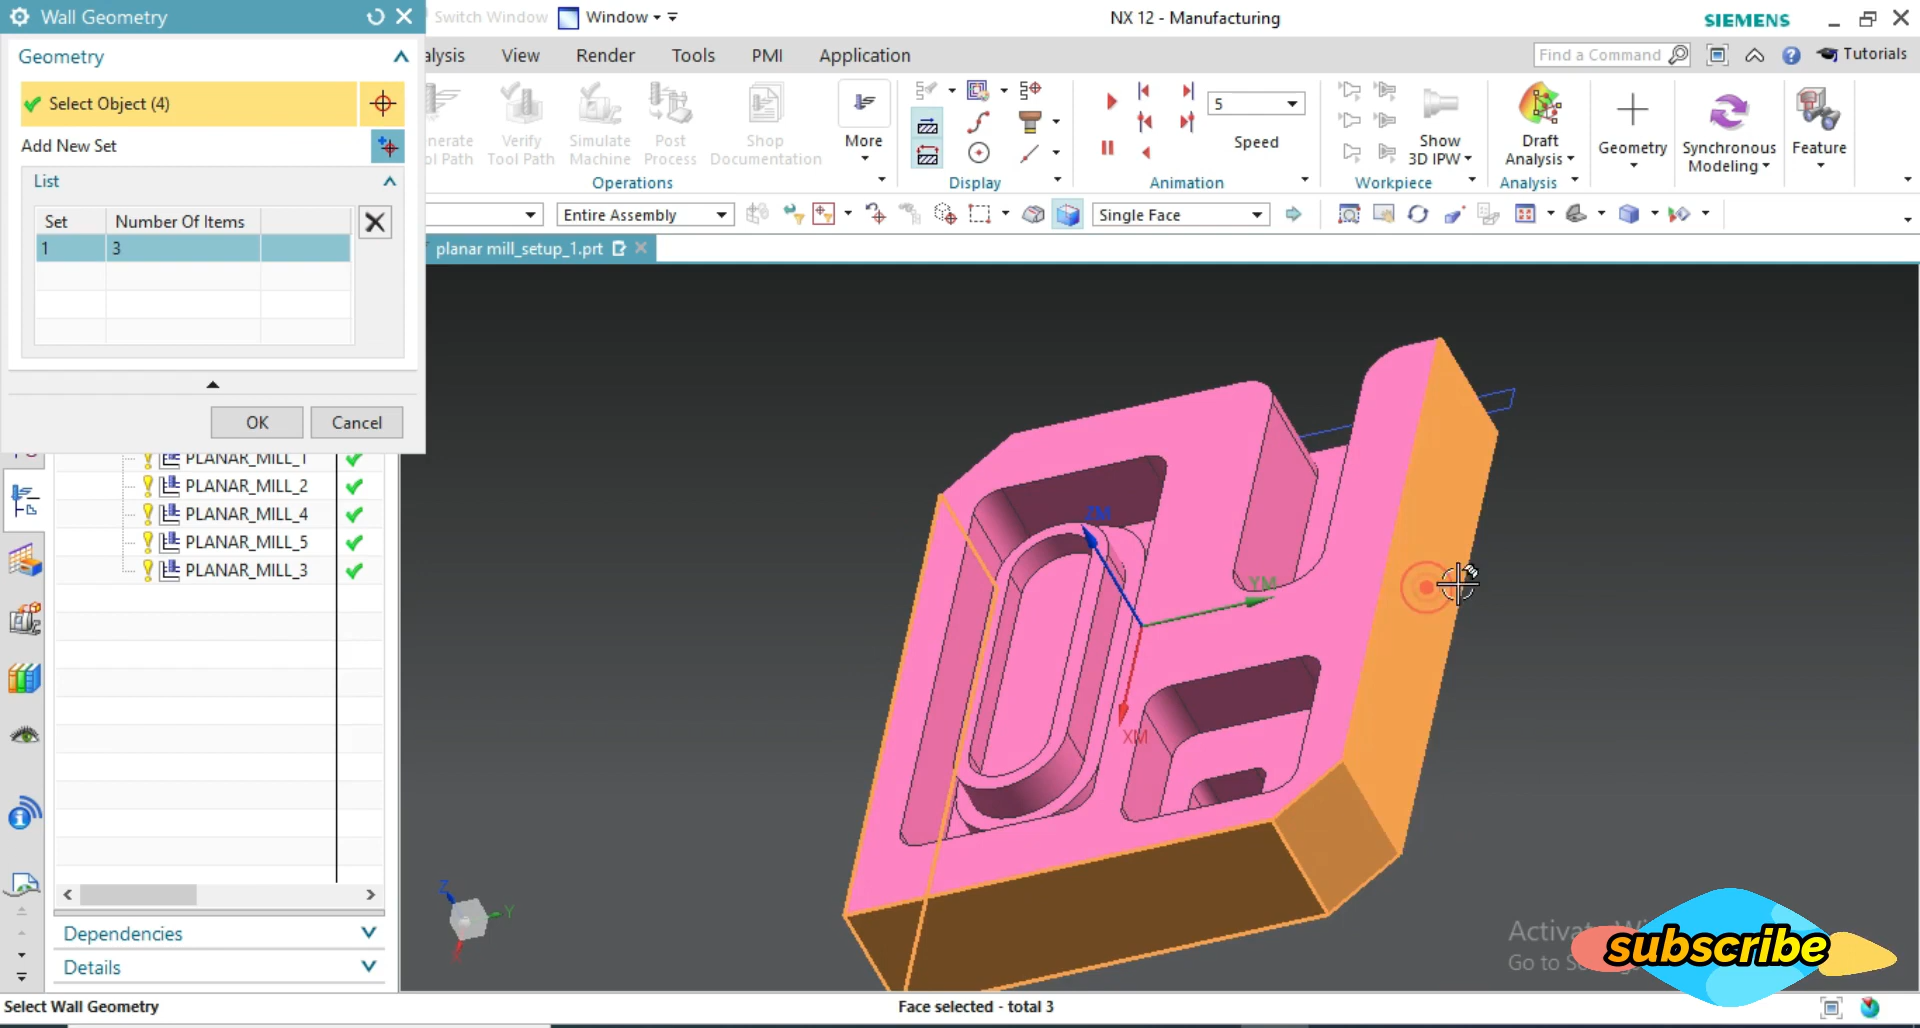 Wall Geometry
Switch Window
Window
NX 12 - Manufacturing
SIEMENS
Geometry
alysis
View
Render
Tools
PMI
Application
Find a Command
Tutorials
Select Object (4)
Add New Set
List
Set
Number Of Items
1
3
OK
Cancel
nerate
ol Path
Verify
Tool Path
Simulate
Machine
Post
Process
Shop
Documentation
More
Operations
Display
5
Speed
Animation
Show
3D IPW
Workpiece
Draft
Analysis
Analysis
Geometry
Synchronous
Modeling
Feature
Entire Assembly
Single Face
planar mill_setup_1.prt
PLANAR_MILL_1
PLANAR_MILL_2
PLANAR_MILL_4
PLANAR_MILL_5
PLANAR_MILL_3
ZM
YM
XM
Z
Y
Dependencies
Details
Go to S
subscribe
Select Wall Geometry
Face selected - total 3